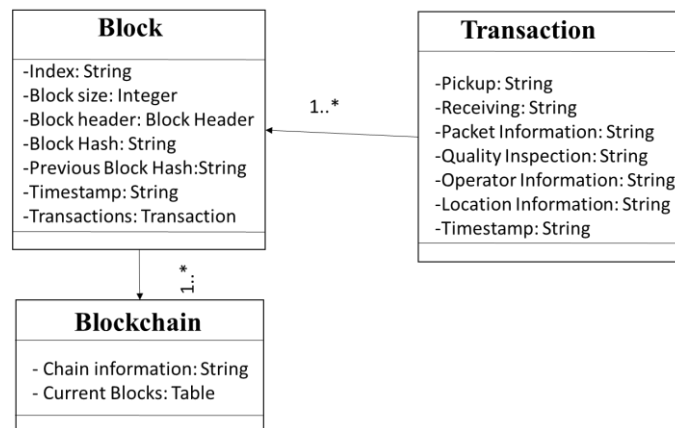 Block
-Index: String
-Block size: Integer
-Block header: Block Header
-Block Hash: String
-Previous Block Hash:String
-Timestamp: String
-Transactions: Transaction
1..*
Transaction
-Pickup: String
-Receiving: String
-Packet Information: String
-Quality Inspection: String
-Operator Information: String
-Location Information: String
-Timestamp: String
1..*
Blockchain
- Chain information: String
- Current Blocks: Table